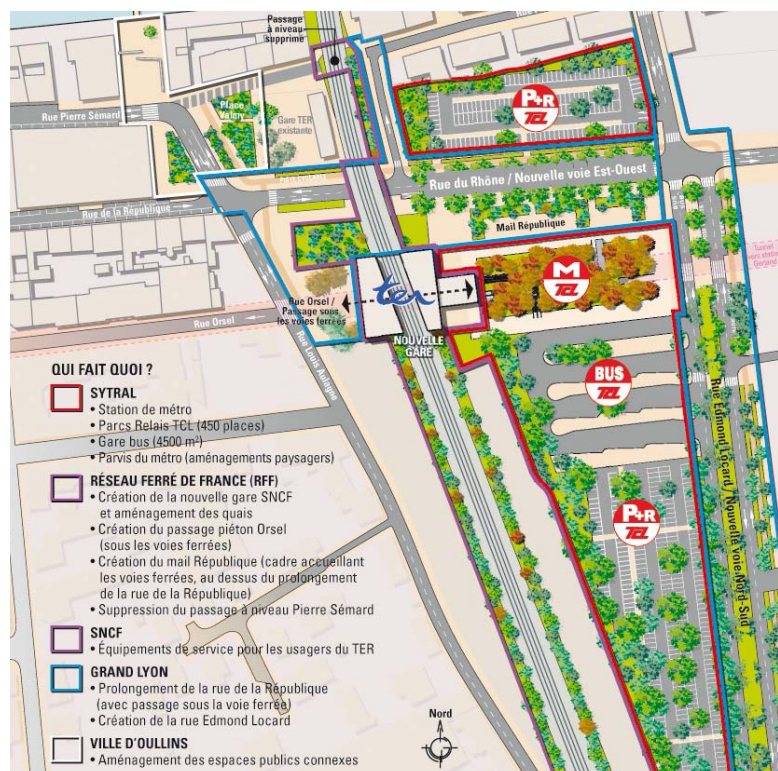 Passage
à niveau
supprimé
P+R
TCL
Rue Pierre Sémard
Place
Valmy
Gare TER
existante
Rue du Rhône / Nouvelle voie Est-Ouest
Rue de la République
Mail République
Tunnel
vers station
Gerland
M
TCL
ter
Rue Orsel /
Passage sous
les voies ferrées
Rue Orsel
NOUVELLE
GARE
Rue Louis Aulagne
BUS
TCL
Rue Edmond Locard / Nouvelle voie Nord-Sud
P+R
TCL
QUI FAIT QUOI ?
SYTRAL
• Station de métro
• Parcs Relais TCL (450 places)
• Gare bus (4500 m²)
• Parvis du métro (aménagements paysagers)
RÉSEAU FERRÉ DE FRANCE (RFF)
• Création de la nouvelle gare SNCF
et aménagement des quais
• Création du passage piéton Orsel
(sous les voies ferrées)
• Création du mail République (cadre accueillant
les voies ferrées, au dessus du prolongement
de la rue de la République)
• Suppression du passage à niveau Pierre Sémard
SNCF
• Équipements de service pour les usagers du TER
GRAND LYON
• Prolongement de la rue de la République
(avec passage sous la voie ferrée)
• Création de la rue Edmond Locard
VILLE D'OULLINS
• Aménagement des espaces publics connexes
Nord